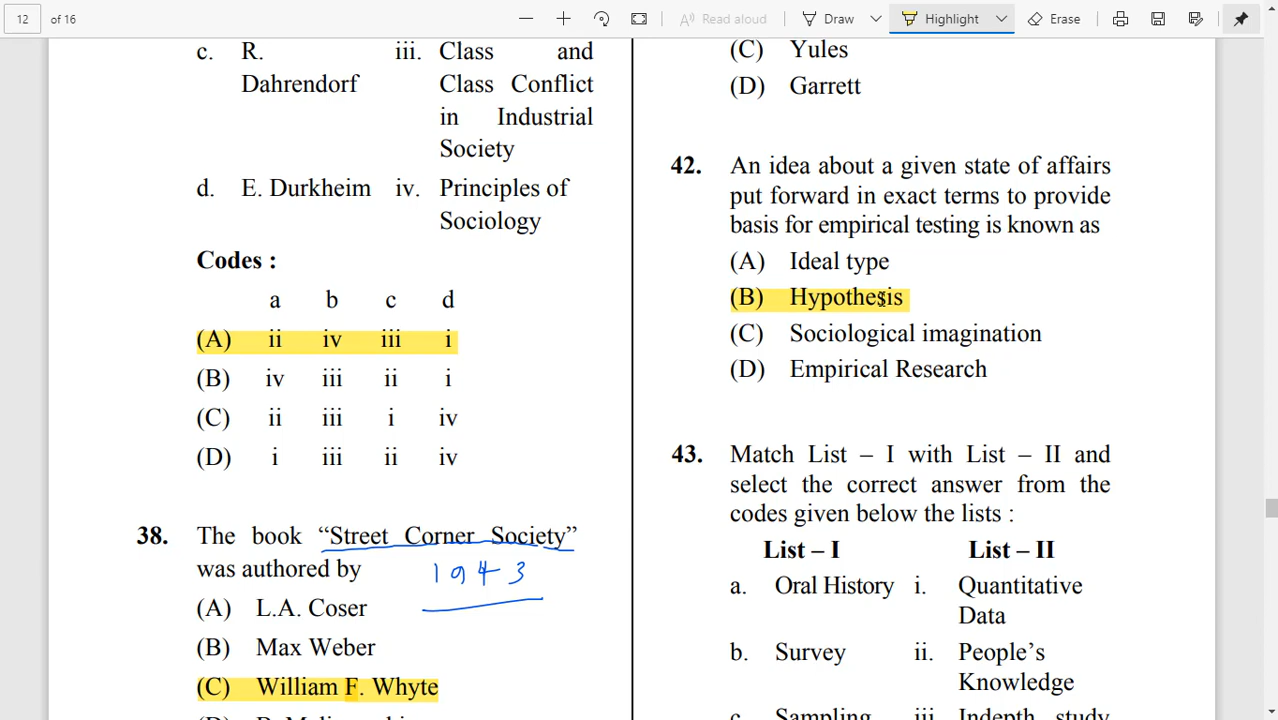 12 of 16 Read aloud Draw Highlight Erase
c. R. Dahrendorf iii. Class and Class Conflict in Industrial Society
d. E. Durkheim iv. Principles of Sociology
Codes :
a b c d
(A) ii iv iii i
(B) iv iii ii i
(C) ii iii i iv
(D) i iii ii iv
38. The book “Street Corner Society”
was authored by
1943
(A) L.A. Coser
(B) Max Weber
(C) William F. Whyte
(C) Yules
(D) Garrett
42. An idea about a given state of affairs
put forward in exact terms to provide
basis for empirical testing is known as
(A) Ideal type
(B) Hypothesis
(C) Sociological imagination
(D) Empirical Research
43. Match List – I with List – II and
select the correct answer from the
codes given below the lists :
List – I List – II
a. Oral History i. Quantitative Data
b. Survey ii. People’s Knowledge
c. Sampling iii. Indepth study